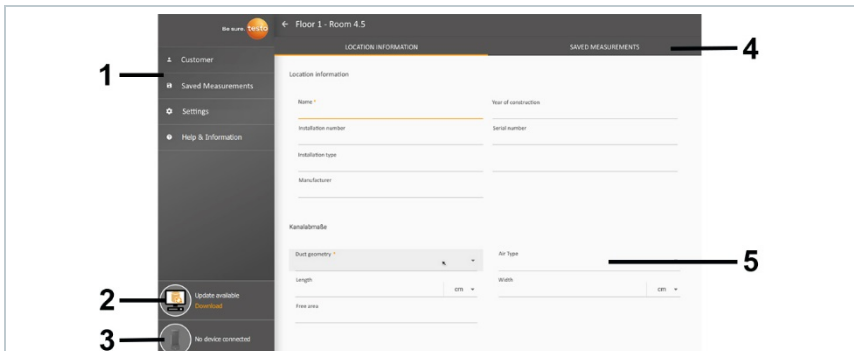 Be sure. testo
← Floor 1 - Room 4.5
LOCATION INFORMATION
SAVED MEASUREMENTS
4
1
Customer
Saved Measurements
Settings
Help & Information
Location information
Name *
Year of construction
Installation number
Serial number
Installation type
Manufacturer
Kanalabmaße
Duct geometry *
Air Type
5
Length
cm
Width
cm
Free area
2
Update available
Download
3
No device connected